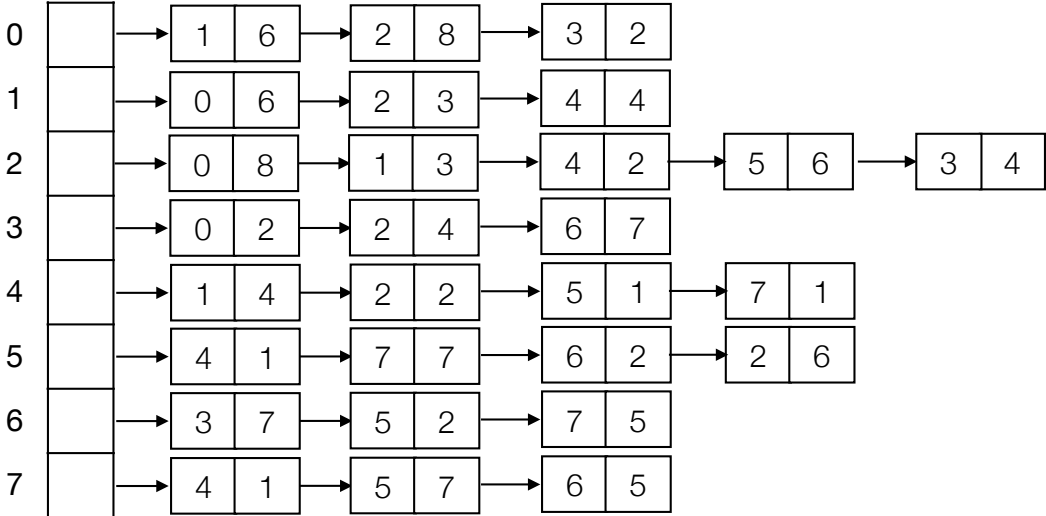 0 1 6 2 8 3 2
1 0 6 2 3 4 4
2 0 8 1 3 4 2 5 6 3 4
3 0 2 2 4 6 7
4 1 4 2 2 5 1 7 1
5 4 1 7 7 6 2 2 6
6 3 7 5 2 7 5
7 4 1 5 7 6 5